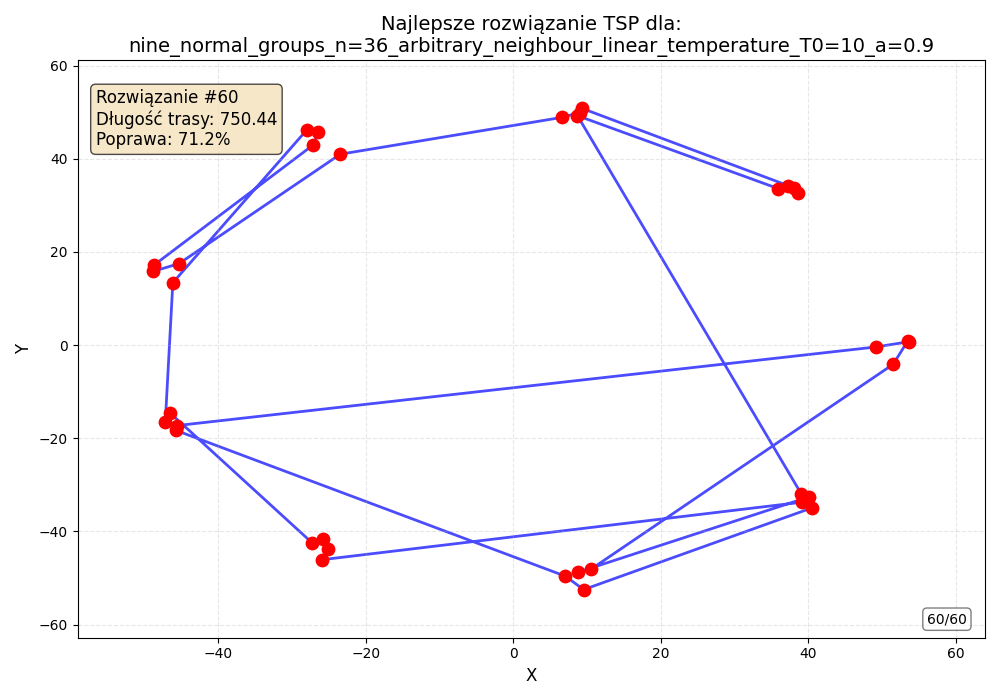 Najlepsze rozwiązanie TSP dla:
nine_normal_groups_n=36_arbitrary_neighbour_linear_temperature_T0=10_a=0.9
Rozwiązanie #60
Długość trasy: 750.44
Poprawa: 71.2%
60
40
20
0
−20
−40
−60
Y
60/60
−40
−20
0
20
40
60
X